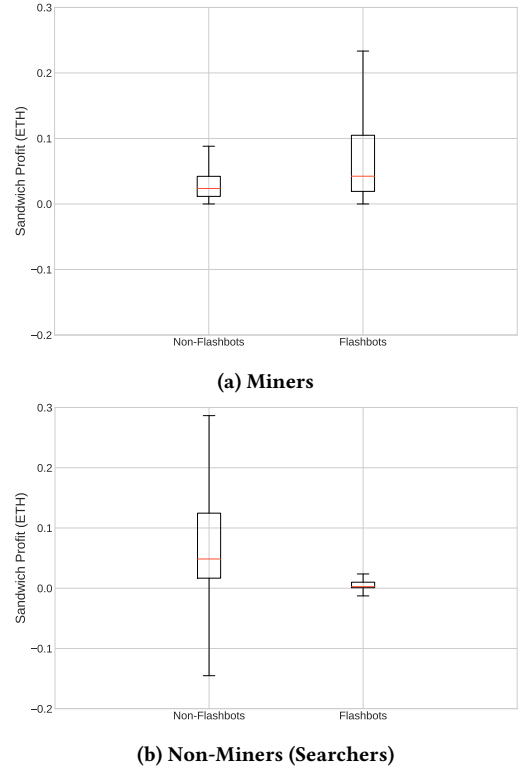 0.3
0.2
0.1
0.0
−0.1
−0.2
Sandwich Profit (ETH)
Non-Flashbots
Flashbots
(a) Miners
0.3
0.2
0.1
0.0
−0.1
−0.2
Sandwich Profit (ETH)
Non-Flashbots
Flashbots
(b) Non-Miners (Searchers)